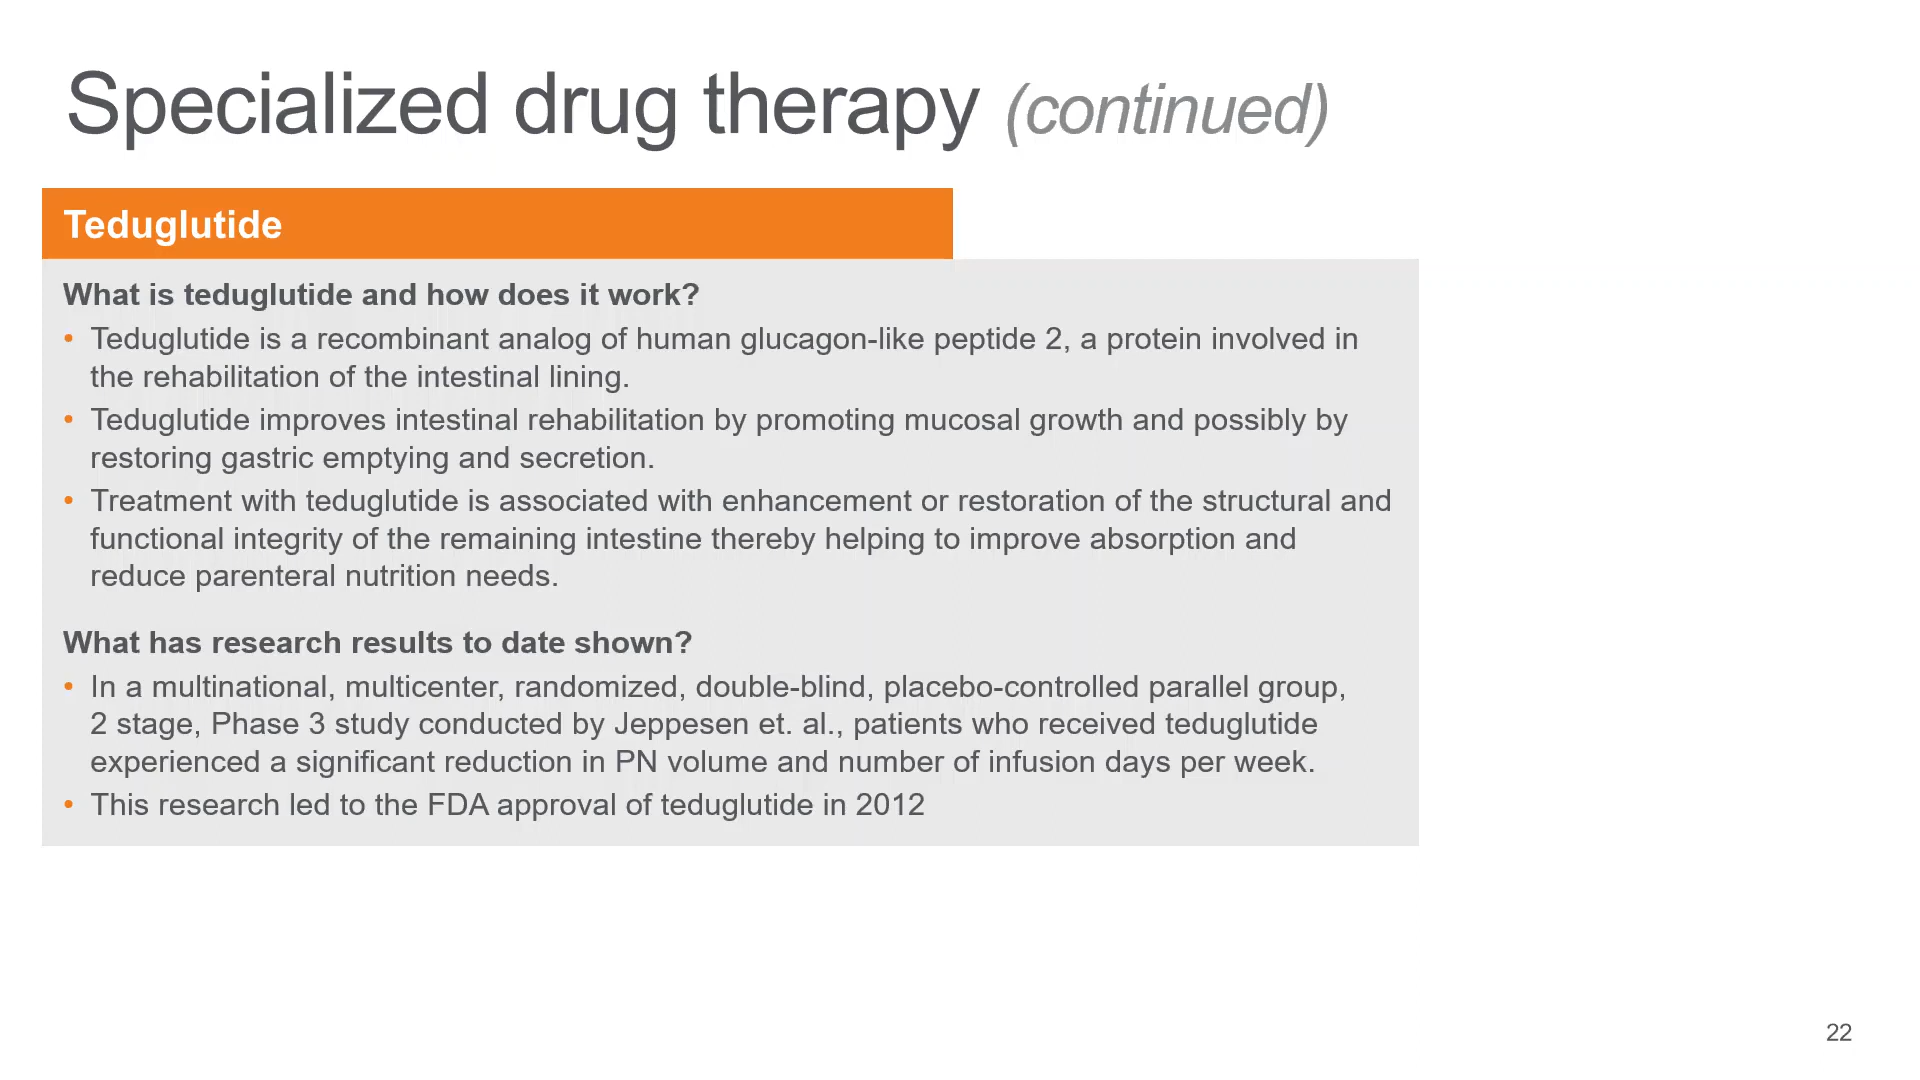 Specialized drug therapy (continued)
Teduglutide
What is teduglutide and how does it work?
• Teduglutide is a recombinant analog of human glucagon-like peptide 2, a protein involved in
the rehabilitation of the intestinal lining.
• Teduglutide improves intestinal rehabilitation by promoting mucosal growth and possibly by
restoring gastric emptying and secretion.
• Treatment with teduglutide is associated with enhancement or restoration of the structural and
functional integrity of the remaining intestine thereby helping to improve absorption and
reduce parenteral nutrition needs.
What has research results to date shown?
• In a multinational, multicenter, randomized, double-blind, placebo-controlled parallel group,
2 stage, Phase 3 study conducted by Jeppesen et. al., patients who received teduglutide
experienced a significant reduction in PN volume and number of infusion days per week.
• This research led to the FDA approval of teduglutide in 2012
22